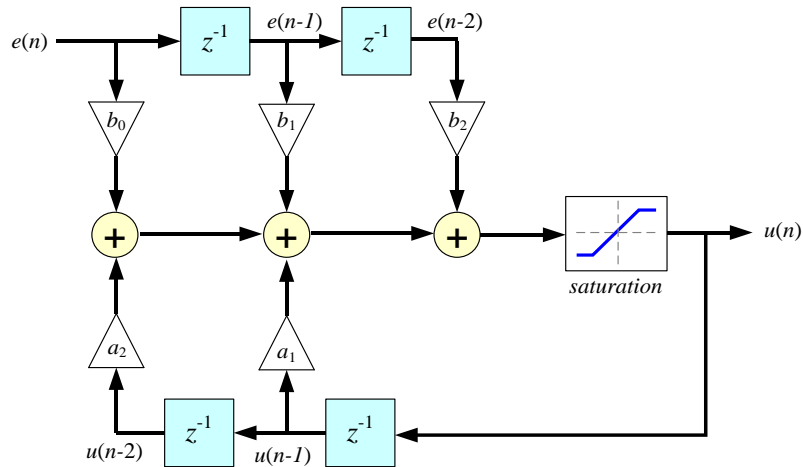 e(n)
z⁻¹
e(n-1)
z⁻¹
e(n-2)
b₀
b₁
b₂
+
+
+
u(n)
saturation
a₂
a₁
z⁻¹
z⁻¹
u(n-2)
u(n-1)